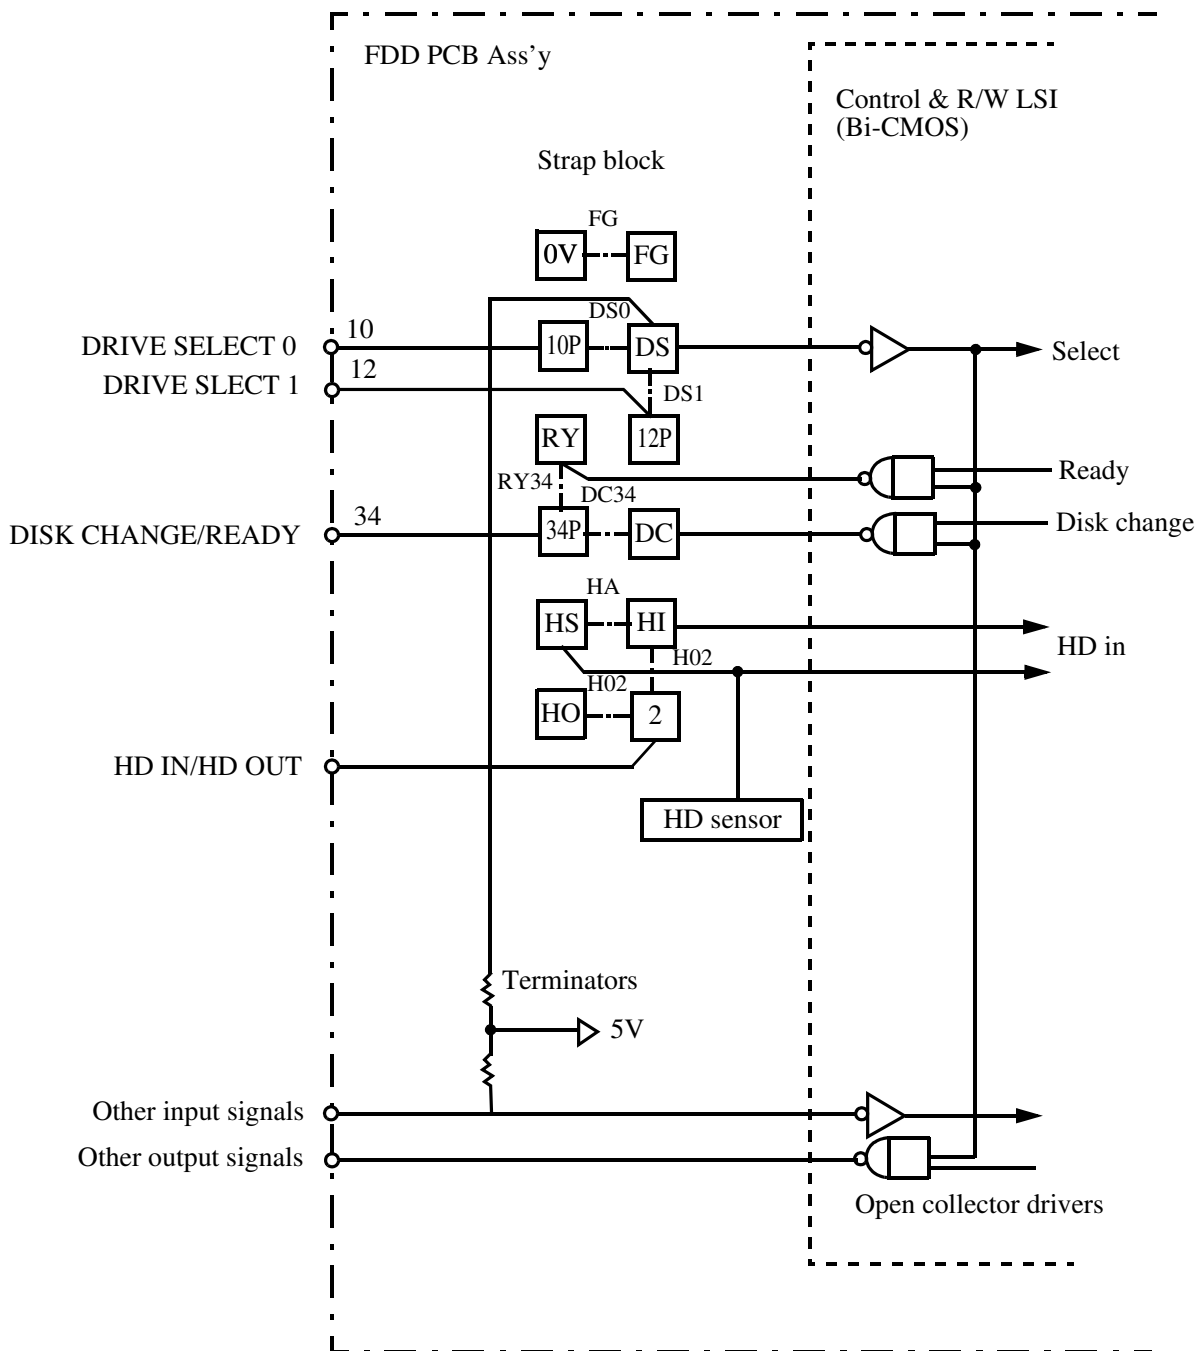 FDD PCB Ass'y
Control & R/W LSI
(Bi-CMOS)
Strap block
FG
0V
FG
DS0
DRIVE SELECT 0
10
10P
DS
Select
DRIVE SLECT 1
12
DS1
12P
RY
RY34
DC34
Ready
DISK CHANGE/READY
34
34P
DC
Disk change
HA
HS
HI
HD in
H02
H02
HO
2
HD IN/HD OUT
HD sensor
Terminators
5V
Other input signals
Other output signals
Open collector drivers